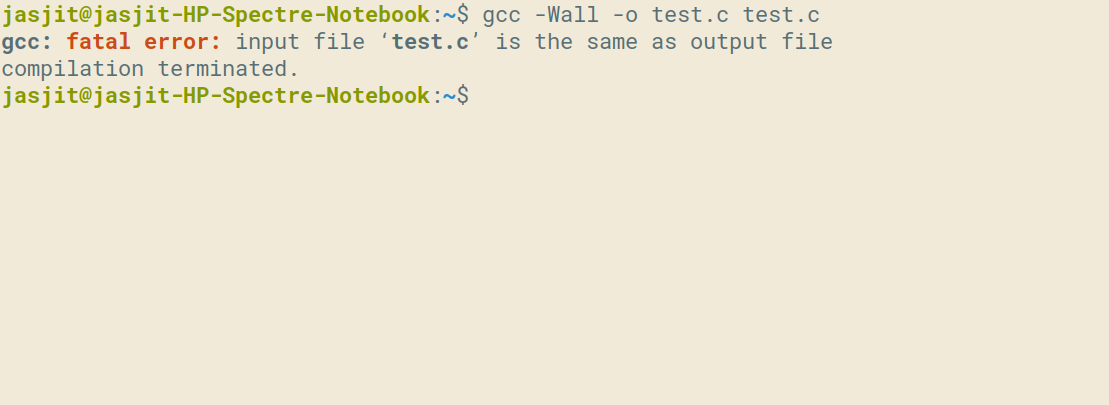 jasjit@jasjit-HP-Spectre-Notebook:~$ gcc -Wall -o test.c test.c
gcc: fatal error: input file ‘test.c’ is the same as output file
compilation terminated.
jasjit@jasjit-HP-Spectre-Notebook:~$